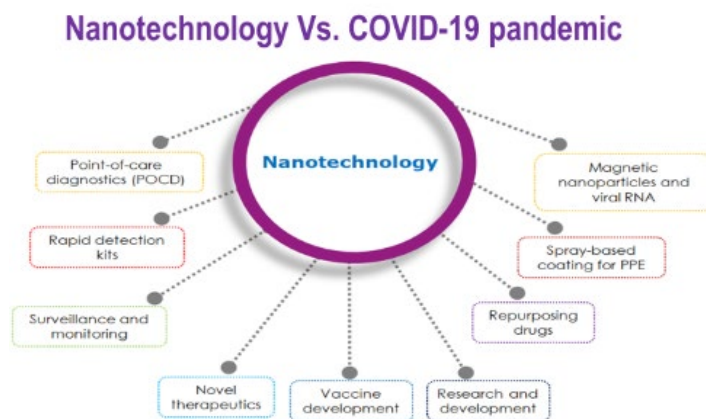 Nanotechnology Vs. COVID-19 pandemic
Nanotechnology
Point-of-care
diagnostics (POCD)
Rapid detection
kits
Surveillance and
monitoring
Novel
therapeutics
Vaccine
development
Research and
development
Repurposing
drugs
Spray-based
coating for PPE
Magnetic
nanoparticles and
viral RNA